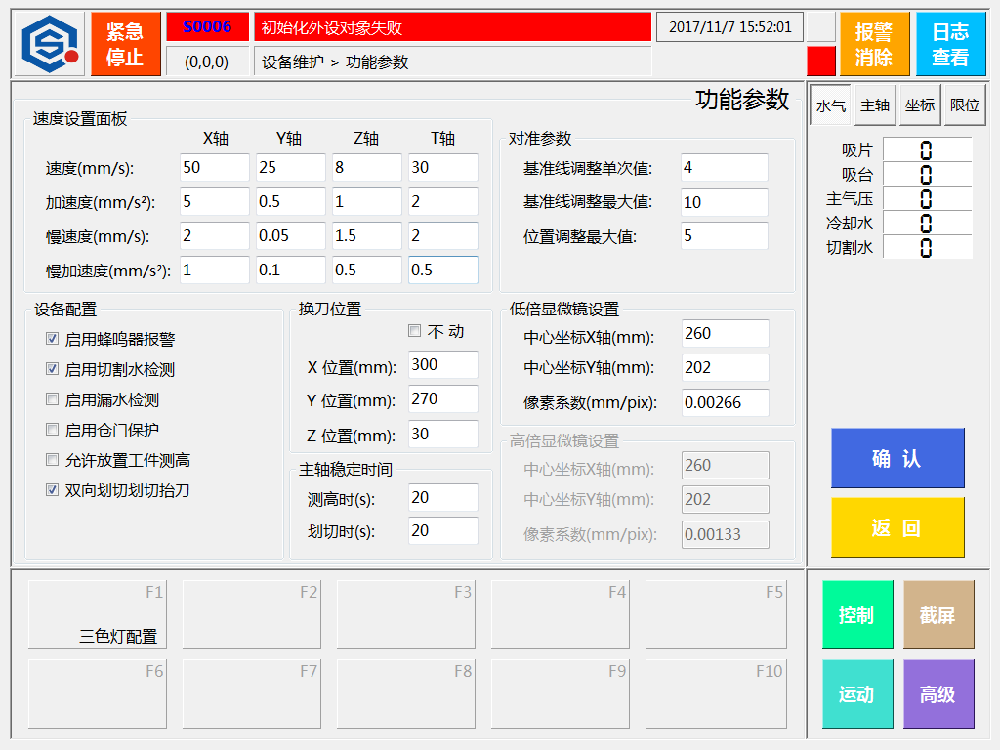 紧急
停止
S0006
初始化外设对象失败
2017/11/7 15:52:01
报警
消除
日志
查看
(0,0,0)
设备维护 > 功能参数
功能参数
水气 主轴 坐标 限位
速度设置面板
X轴 Y轴 Z轴 T轴
速度(mm/s): 50 25 8 30
加速度(mm/s²): 5 0.5 1 2
慢速度(mm/s): 2 0.05 1.5 2
慢加速度(mm/s²): 1 0.1 0.5 0.5
对准参数
基准线调整单次值: 4
基准线调整最大值: 10
位置调整最大值: 5
吸片 0
吸台 0
主气压 0
冷却水 0
切割水 0
设备配置
启用蜂鸣器报警
启用切割水检测
启用漏水检测
启用仓门保护
允许放置工件测高
双向划切划切抬刀
换刀位置
不 动
X 位置(mm): 300
Y 位置(mm): 270
Z 位置(mm): 30
主轴稳定时间
测高时(s): 20
划切时(s): 20
低倍显微镜设置
中心坐标X轴(mm): 260
中心坐标Y轴(mm): 202
像素系数(mm/pix): 0.00266
高倍显微镜设置
中心坐标X轴(mm): 260
中心坐标Y轴(mm): 202
像素系数(mm/pix): 0.00133
确 认
返 回
F1 F2 F3 F4 F5
三色灯配置
F6 F7 F8 F9 F10
控制 截屏
运动 高级